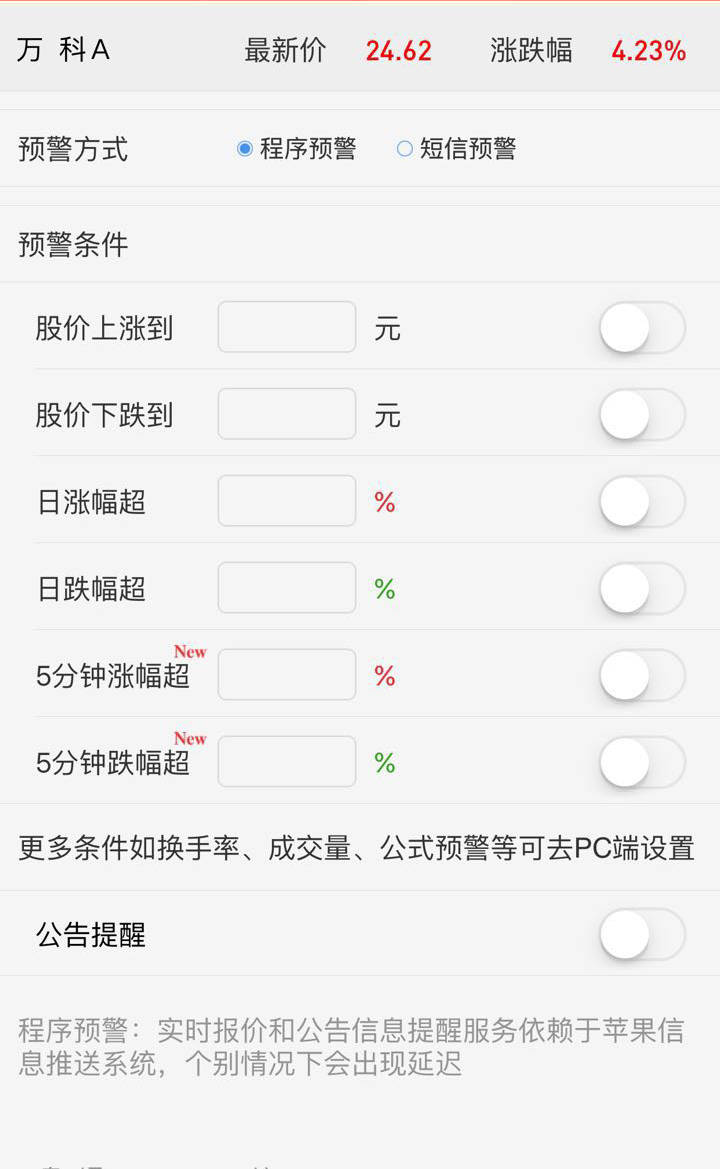 万 科A 最新价 24.62 涨跌幅 4.23%
预警方式 程序预警 短信预警
预警条件
股价上涨到 元
股价下跌到 元
日涨幅超 %
日跌幅超 %
5分钟涨幅超 New %
5分钟跌幅超 New %
更多条件如换手率、成交量、公式预警等可去PC端设置
公告提醒
程序预警：实时报价和公告信息提醒服务依赖于苹果信
息推送系统，个别情况下会出现延迟